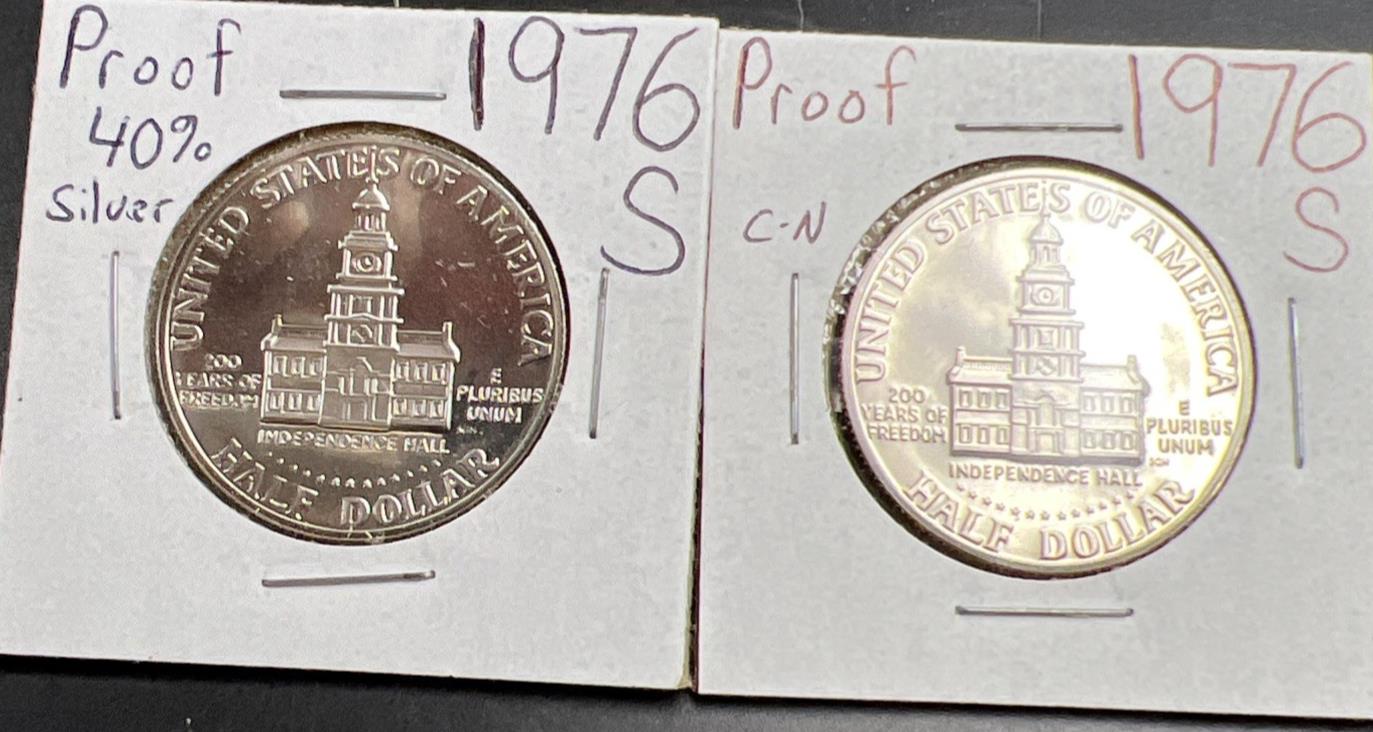 Proof 1976
40%
Silver S
UNITED STATES OF AMERICA
200
YEARS OF
FREEDOM
E
PLURIBUS
UNUM
INDEPENDENCE HALL
HALF DOLLAR
Proof 1976
C-N S
UNITED STATES OF AMERICA
200
YEARS OF
FREEDOM
E
PLURIBUS
UNUM
INDEPENDENCE HALL
HALF DOLLAR